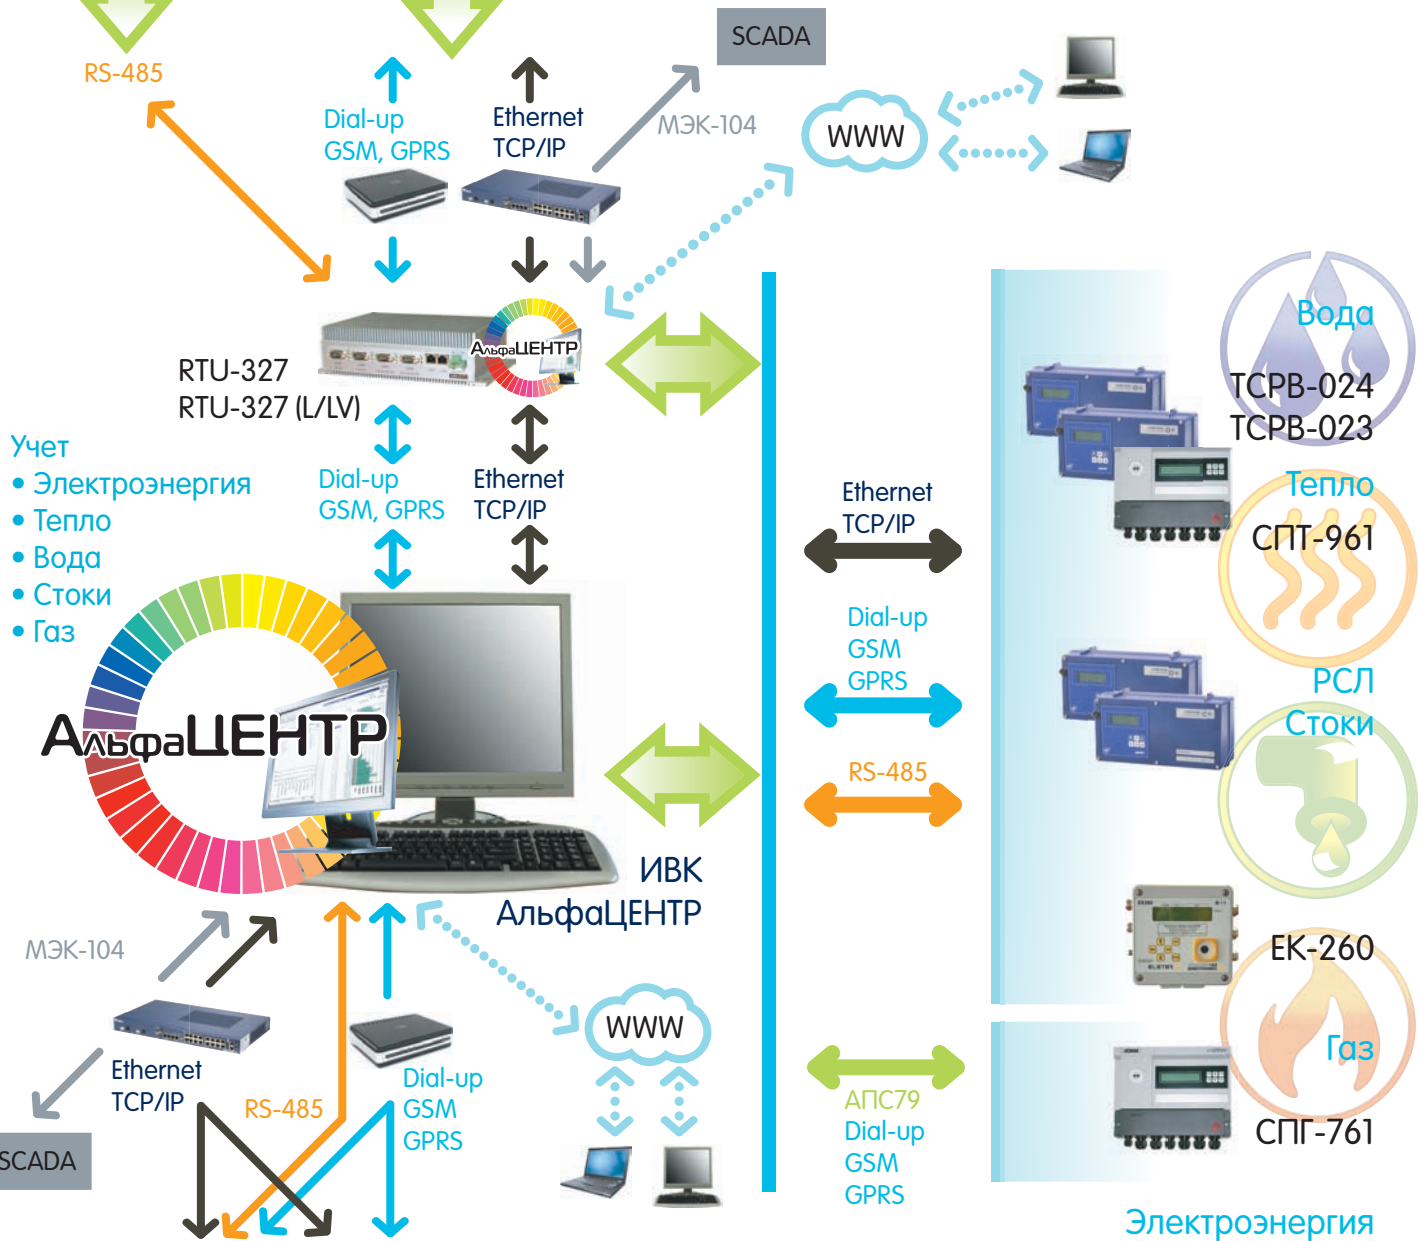 SCADA
RS-485
Dial-up
GSM, GPRS
Ethernet
TCP/IP
МЭК-104
WWW
АльфаЦЕНТР
RTU-327
RTU-327 (L/LV)
Учет
• Электроэнергия
• Тепло
• Вода
• Стоки
• Газ
Dial-up
GSM, GPRS
Ethernet
TCP/IP
АльфаЦЕНТР
ИВК
АльфаЦЕНТР
МЭК-104
Ethernet
TCP/IP
SCADA
RS-485
Dial-up
GSM
GPRS
WWW
Ethernet
TCP/IP
Dial-up
GSM
GPRS
RS-485
АПС79
Dial-up
GSM
GPRS
Вода
ТСРВ-024
ТСРВ-023
Тепло
СПТ-961
РСЛ
Стоки
ЕК-260
ELSTER
Газ
СПГ-761
Электроэнергия